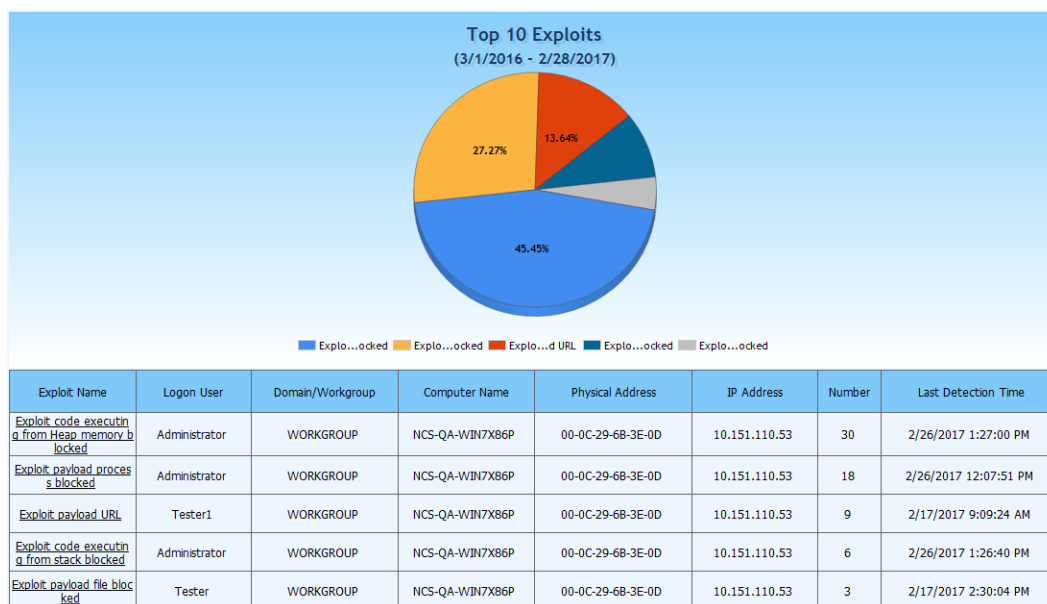 Top 10 Exploits
(3/1/2016 - 2/28/2017)
13.64%
27.27%
45.45%
Explo...ocked Explo...ocked Explo...d URL Explo...ocked Explo...ocked
Exploit Name Logon User Domain/Workgroup Computer Name Physical Address IP Address Number Last Detection Time
Exploit code executin
g from Heap memory b
locked
Administrator WORKGROUP NCS-QA-WIN7X86P 00-0C-29-6B-3E-0D 10.151.110.53 30 2/26/2017 1:27:00 PM
Exploit payload proces
s blocked
Administrator WORKGROUP NCS-QA-WIN7X86P 00-0C-29-6B-3E-0D 10.151.110.53 18 2/26/2017 12:07:51 PM
Exploit payload URL Tester1 WORKGROUP NCS-QA-WIN7X86P 00-0C-29-6B-3E-0D 10.151.110.53 9 2/17/2017 9:09:24 AM
Exploit code executin
g from stack blocked
Administrator WORKGROUP NCS-QA-WIN7X86P 00-0C-29-6B-3E-0D 10.151.110.53 6 2/26/2017 1:26:40 PM
Exploit payload file bloc
ked
Tester WORKGROUP NCS-QA-WIN7X86P 00-0C-29-6B-3E-0D 10.151.110.53 3 2/17/2017 2:30:04 PM